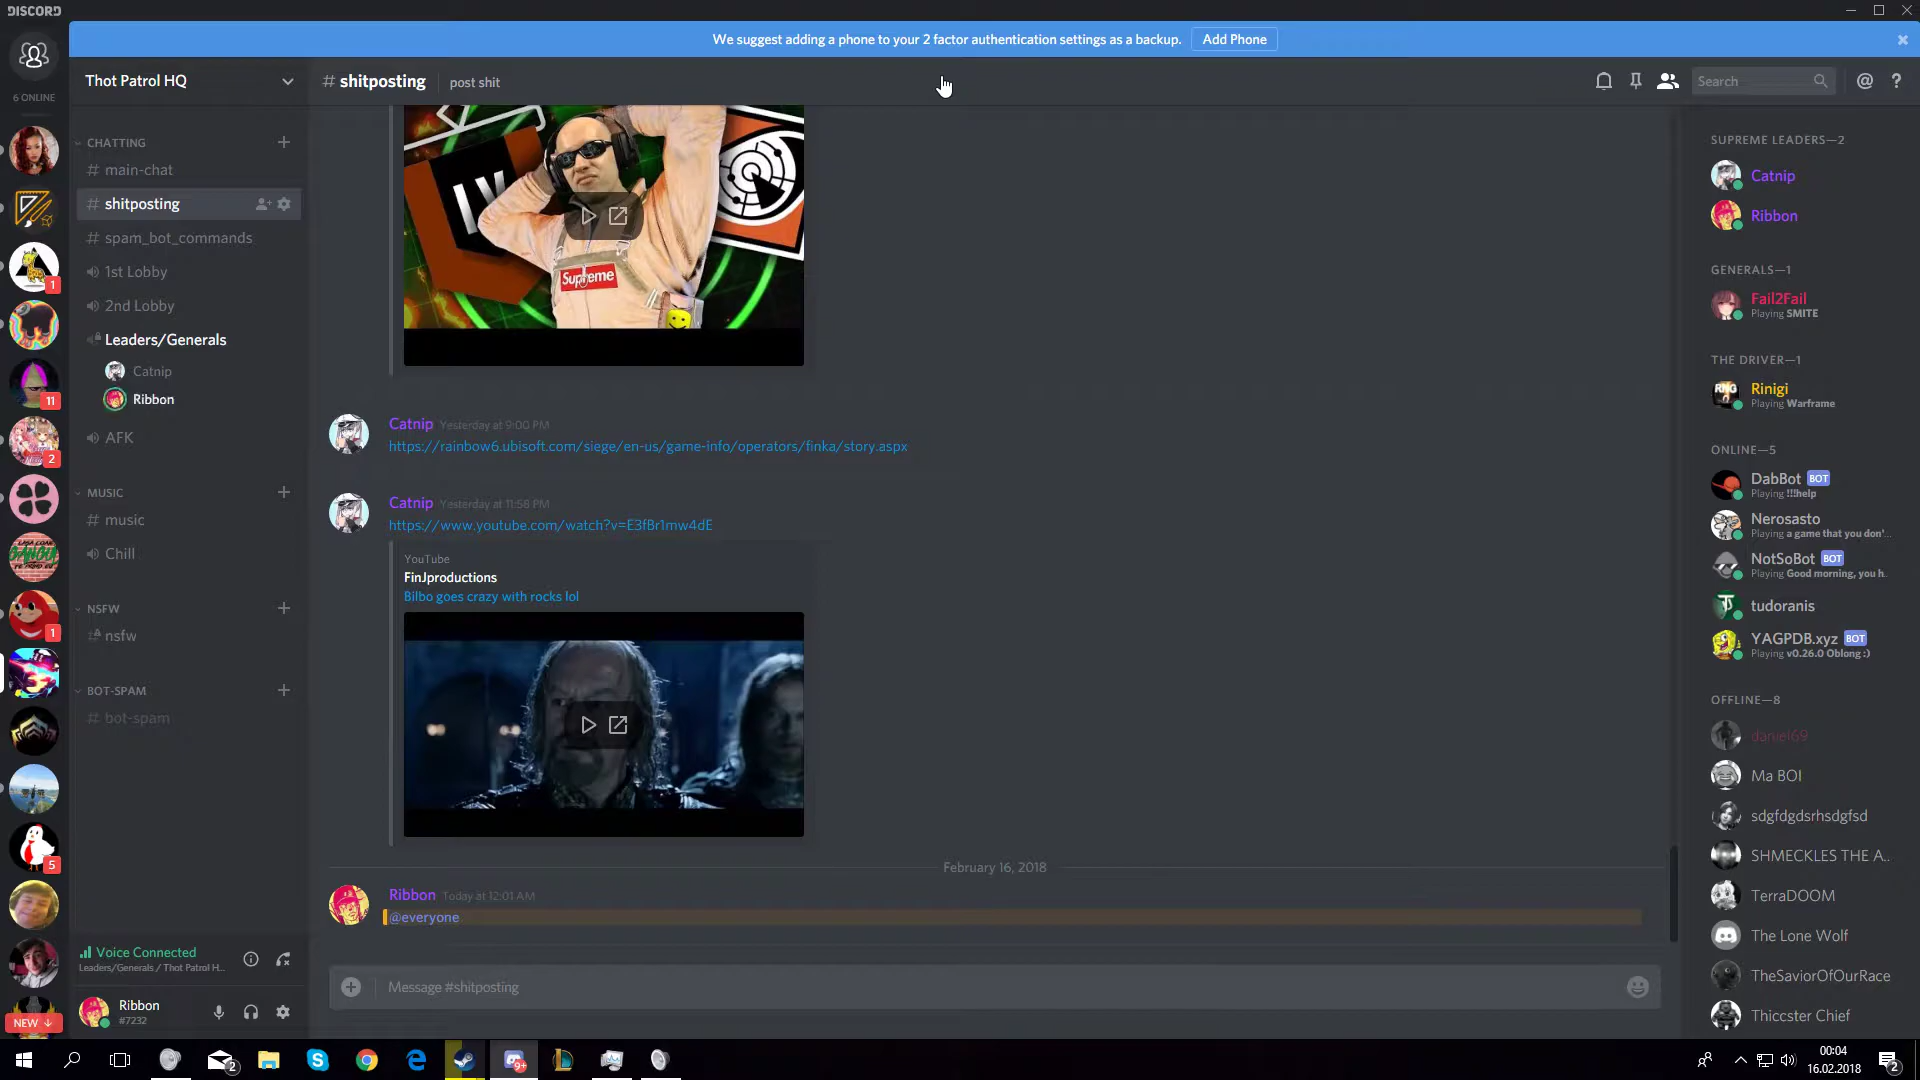 DISCORD
We suggest adding a phone to your 2 factor authentication settings as a backup. Add Phone
6 ONLINE
Thot Patrol HQ
# shitposting
post shit
Search
CHATTING
# main-chat
# shitposting
# spam_bot_commands
1st Lobby
2nd Lobby
Leaders/Generals
Catnip
Ribbon
AFK
MUSIC
# music
Chill
NSFW
nsfw
BOT-SPAM
# bot-spam
1
11
2
1
5
NEW
Voice Connected
Leaders/Generals / Thot Patrol H...
Ribbon
#7232
Supreme
Catnip Yesterday at 9:00 PM
https://rainbow6.ubisoft.com/siege/en-us/game-info/operators/finka/story.aspx
Catnip Yesterday at 11:58 PM
https://www.youtube.com/watch?v=E3fBr1mw4dE
YouTube
FinJproductions
Bilbo goes crazy with rocks lol
February 16, 2018
Ribbon Today at 12:01 AM
@everyone
Message #shitposting
SUPREME LEADERS—2
Catnip
Ribbon
GENERALS—1
Fail2Fail
Playing SMITE
THE DRIVER—1
Rinigi
Playing Warframe
ONLINE—5
DabBot BOT
Playing !!!help
Nerosasto
Playing a game that you don'...
NotSoBot BOT
Playing Good morning, you h..
tudoranis
YAGPDB.xyz BOT
Playing v0.26.0 Oblong :)
OFFLINE—8
daniel69
Ma BOI
sdgfdgdsrhsdgfsd
SHMECKLES THE A..
TerraDOOM
The Lone Wolf
TheSaviorOfOurRace
Thiccster Chief
2
9+
00:04
16.02.2018
2